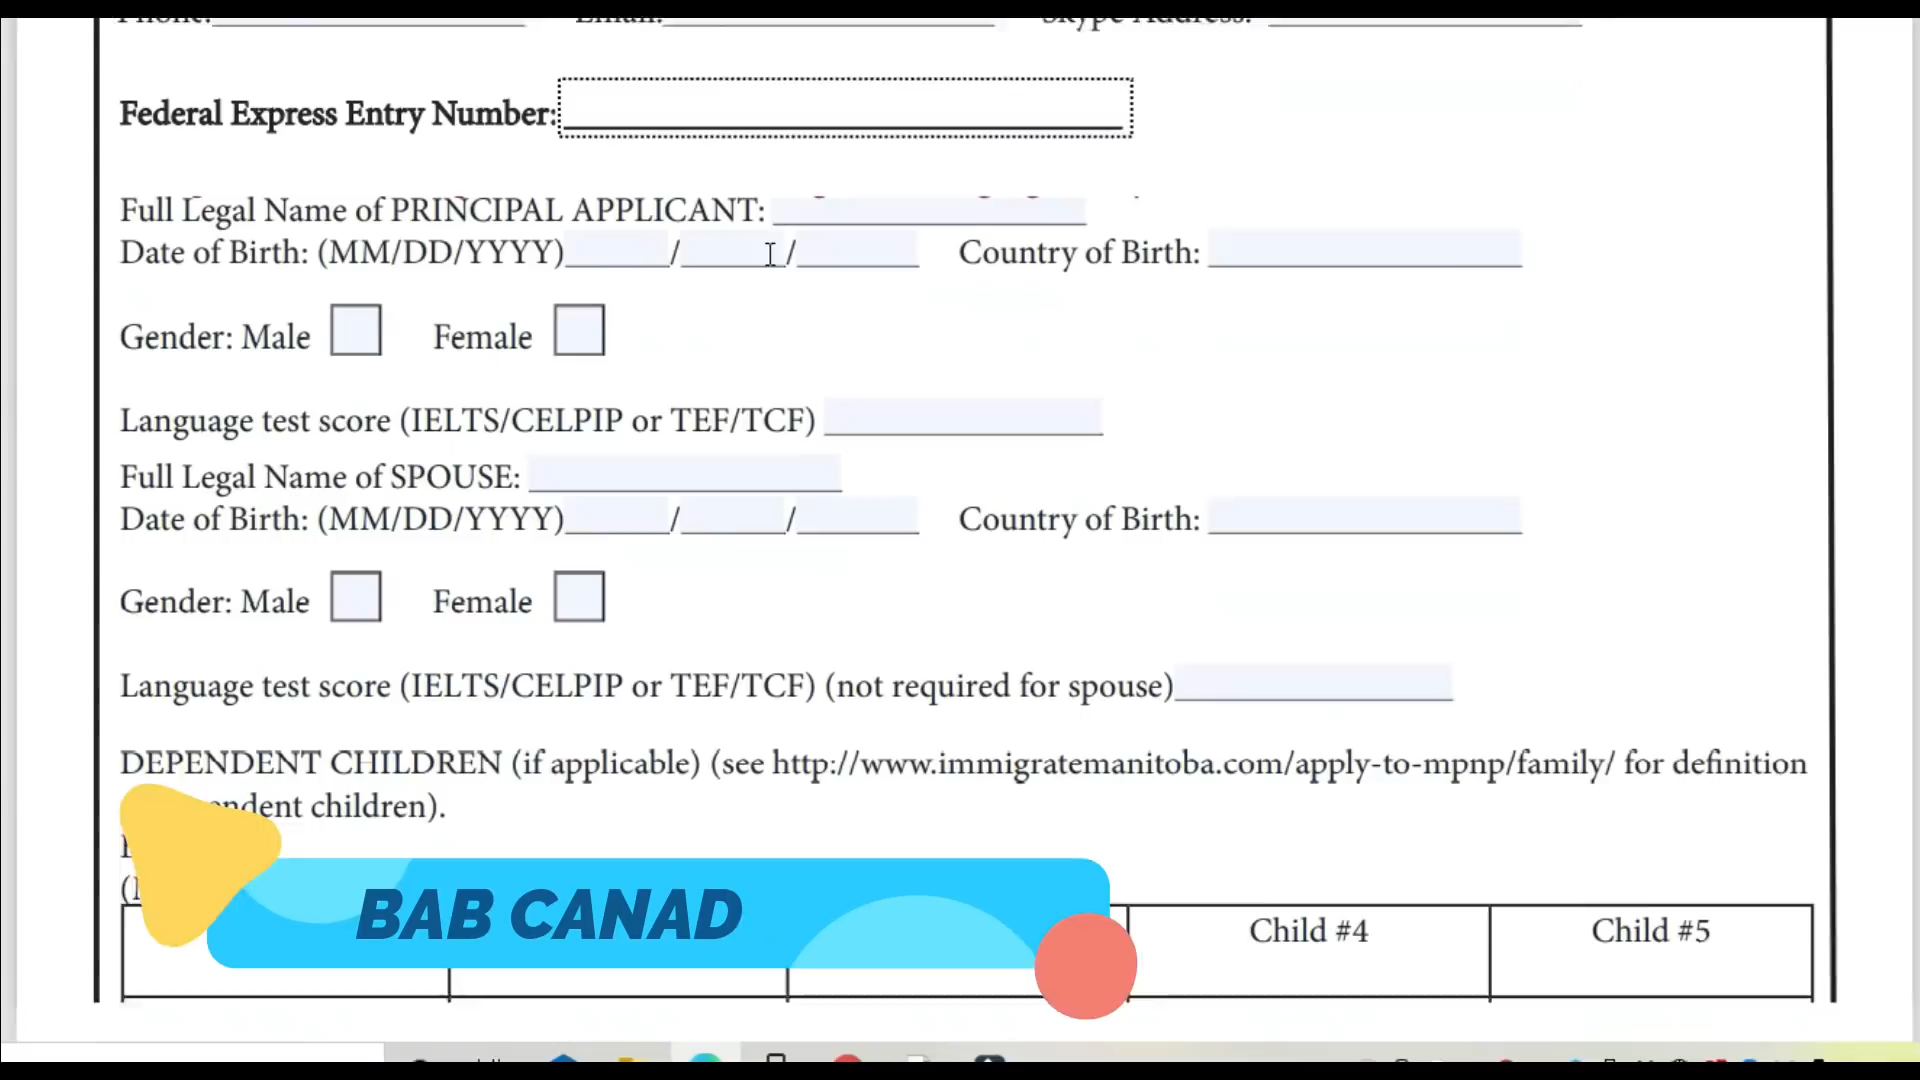 Phone: Email: Skype Address:
Federal Express Entry Number:
Full Legal Name of PRINCIPAL APPLICANT:
Date of Birth: (MM/DD/YYYY) / / Country of Birth:
Gender: Male Female
Language test score (IELTS/CELPIP or TEF/TCF)
Full Legal Name of SPOUSE:
Date of Birth: (MM/DD/YYYY) / / Country of Birth:
Gender: Male Female
Language test score (IELTS/CELPIP or TEF/TCF) (not required for spouse)
DEPENDENT CHILDREN (if applicable) (see http://www.immigratemanitoba.com/apply-to-mpnp/family/ for definition
children).
Child #4 Child #5
BAB CANAD